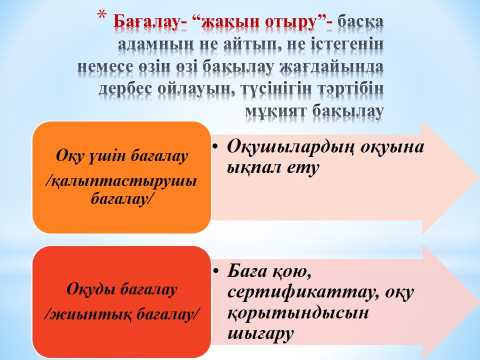 * Бағалау- “жақын отыру”- басқа
адамның не айтып, не істегенін
немесе өзін өзі бақылау жағдайында
дербес ойлауын, түсінігін тәртібін
мұқият бақылау
Оқу үшін бағалау
/қалыптастырушы
бағалау/
• Оқушылардың оқуына
ықпал ету
Оқуды бағалау
/жиынтық бағалау/
• Баға қою,
сертификаттау, оқу
қорытындысын
шығару